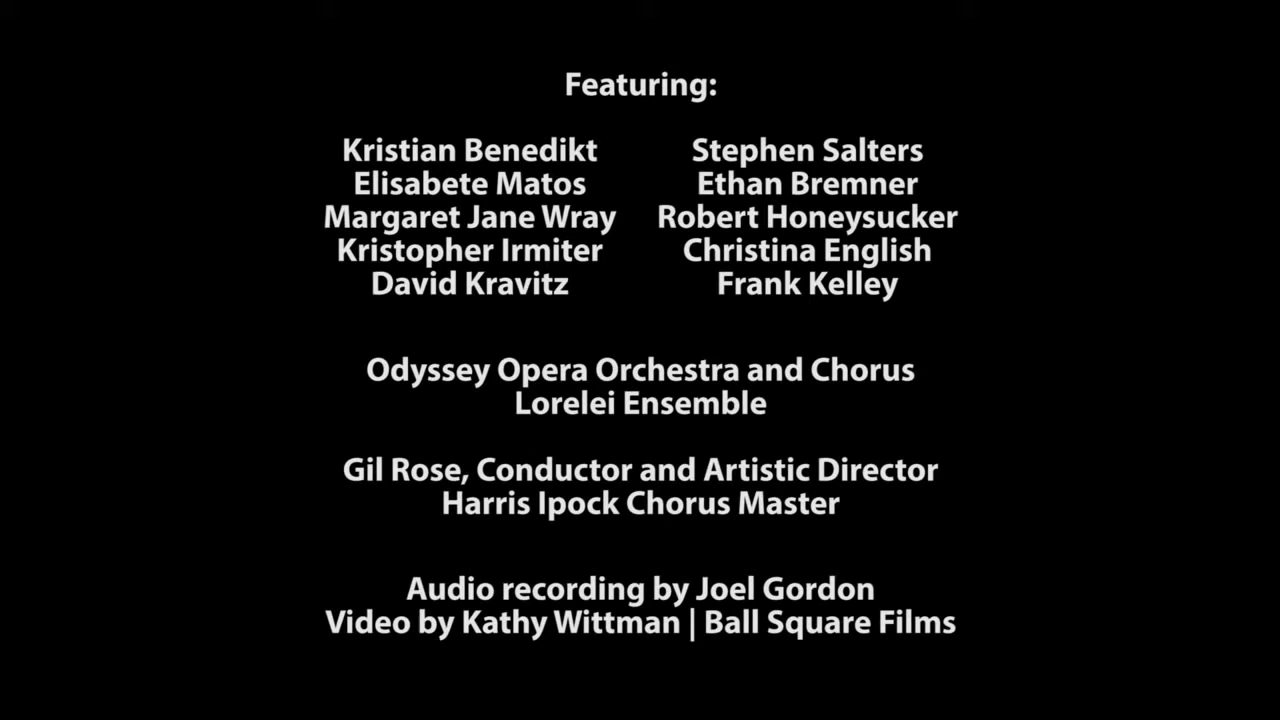 Featuring:
Kristian Benedikt
Elisabete Matos
Margaret Jane Wray
Kristopher Irmiter
David Kravitz
Stephen Salters
Ethan Bremner
Robert Honeysucker
Christina English
Frank Kelley
Odyssey Opera Orchestra and Chorus
Lorelei Ensemble
Gil Rose, Conductor and Artistic Director
Harris Ipock Chorus Master
Audio recording by Joel Gordon
Video by Kathy Wittman | Ball Square Films